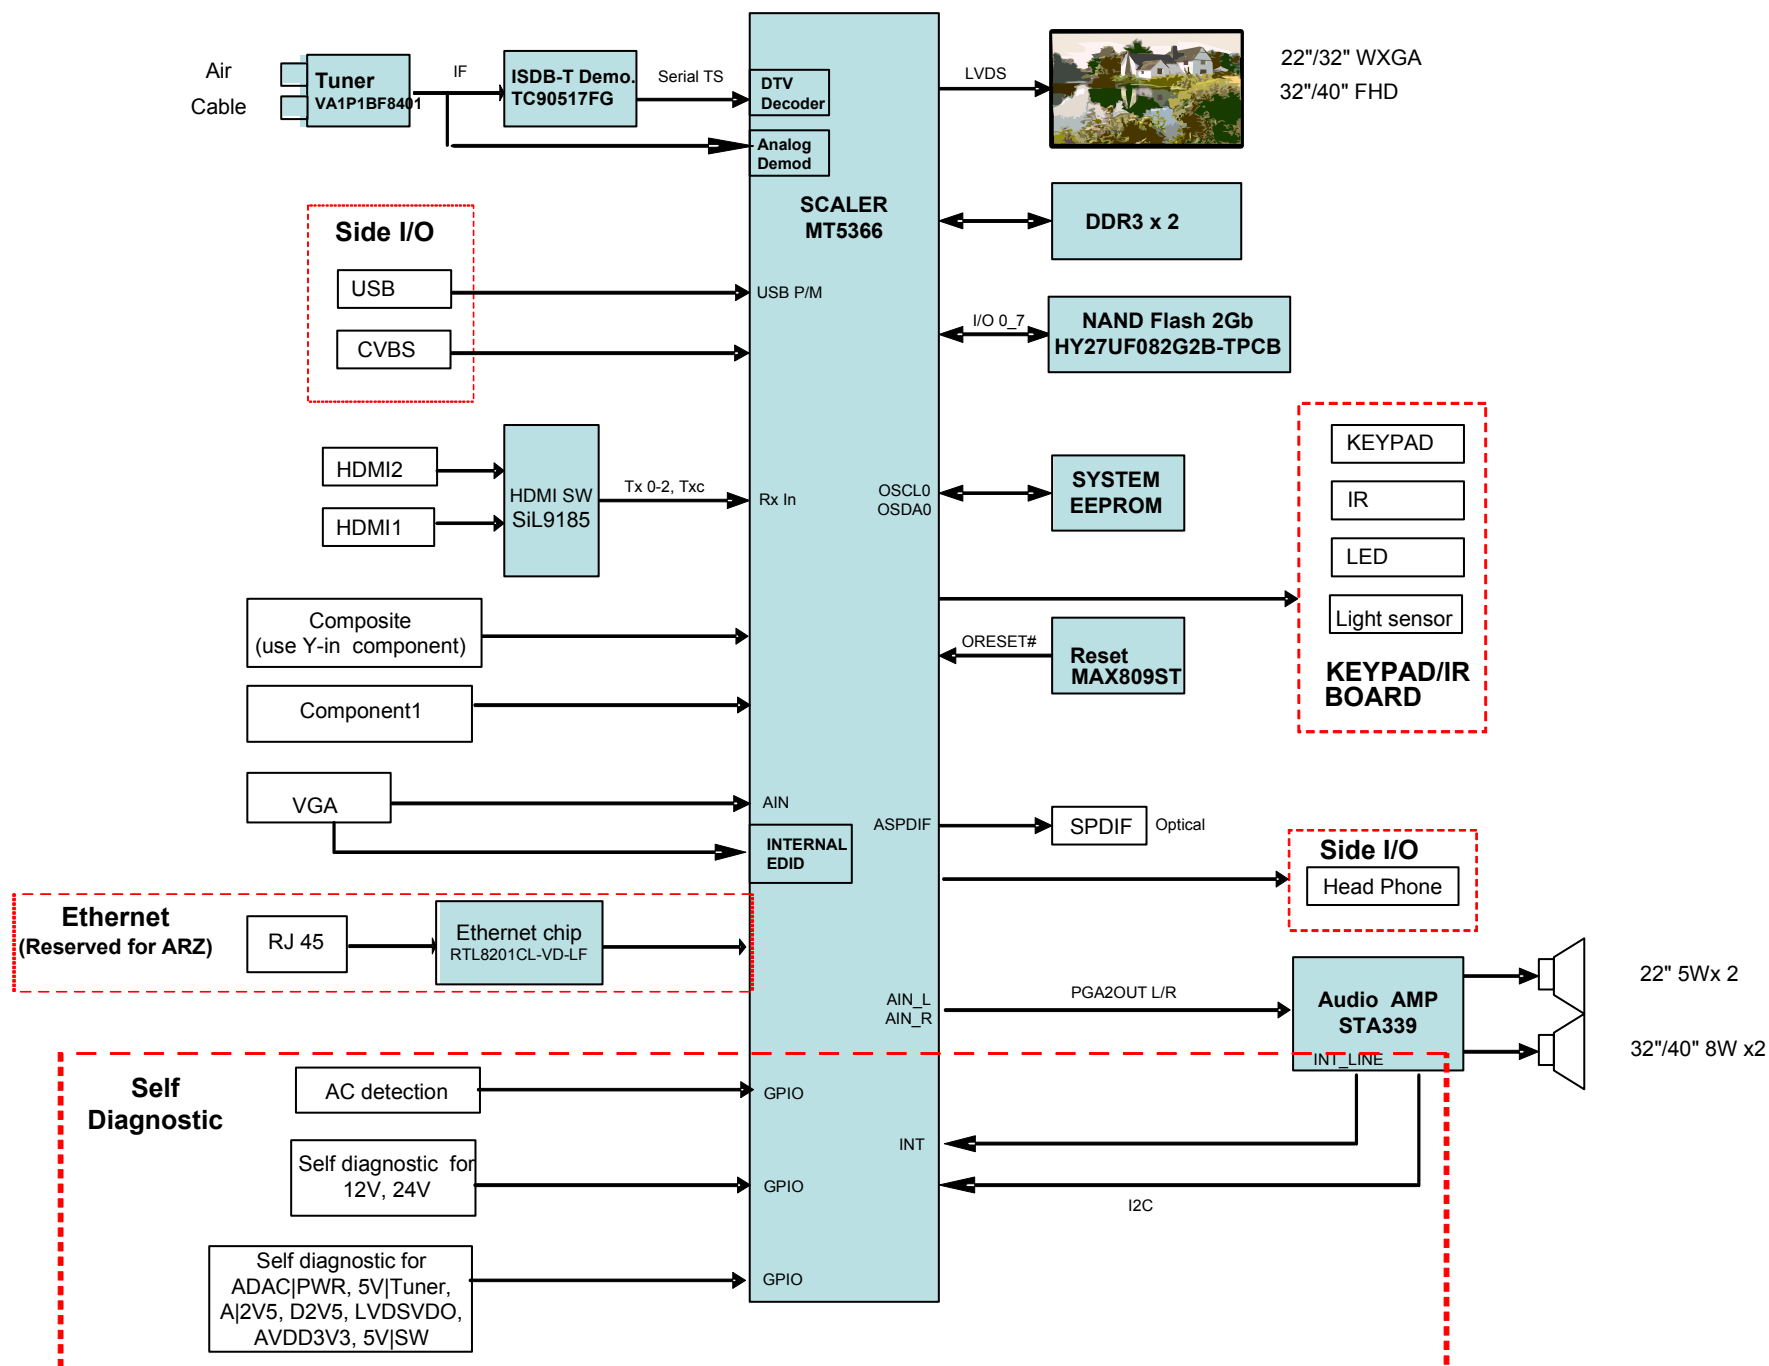 Air
Cable
Tuner
VA1P1BF8401
IF
ISDB-T Demo.
TC90517FG
Serial TS
DTV
Decoder
Analog
Demod
SCALER
MT5366
LVDS
22"/32" WXGA
32"/40" FHD
DDR3 x 2
Side I/O
USB
CVBS
USB P/M
I/O 0_7
NAND Flash 2Gb
HY27UF082G2B-TPCB
HDMI2
HDMI1
HDMI SW
SiL9185
Tx 0-2, Txc
Rx In
OSCL0
OSDA0
SYSTEM
EEPROM
KEYPAD
IR
LED
Light sensor
KEYPAD/IR
BOARD
Composite
(use Y-in  component)
ORESET#
Reset
MAX809ST
Component1
VGA
AIN
INTERNAL
EDID
ASPDIF
SPDIF
Optical
Side I/O
Head Phone
Ethernet
(Reserved for ARZ)
RJ 45
Ethernet chip
RTL8201CL-VD-LF
AIN_L
AIN_R
PGA2OUT L/R
Audio  AMP
STA339
INT_LINE
22" 5Wx 2
32"/40" 8W x2
Self
Diagnostic
AC detection
GPIO
INT
Self diagnostic  for
12V, 24V
GPIO
I2C
Self diagnostic for
ADAC|PWR, 5V|Tuner,
A|2V5, D2V5, LVDSVDO,
AVDD3V3, 5V|SW
GPIO